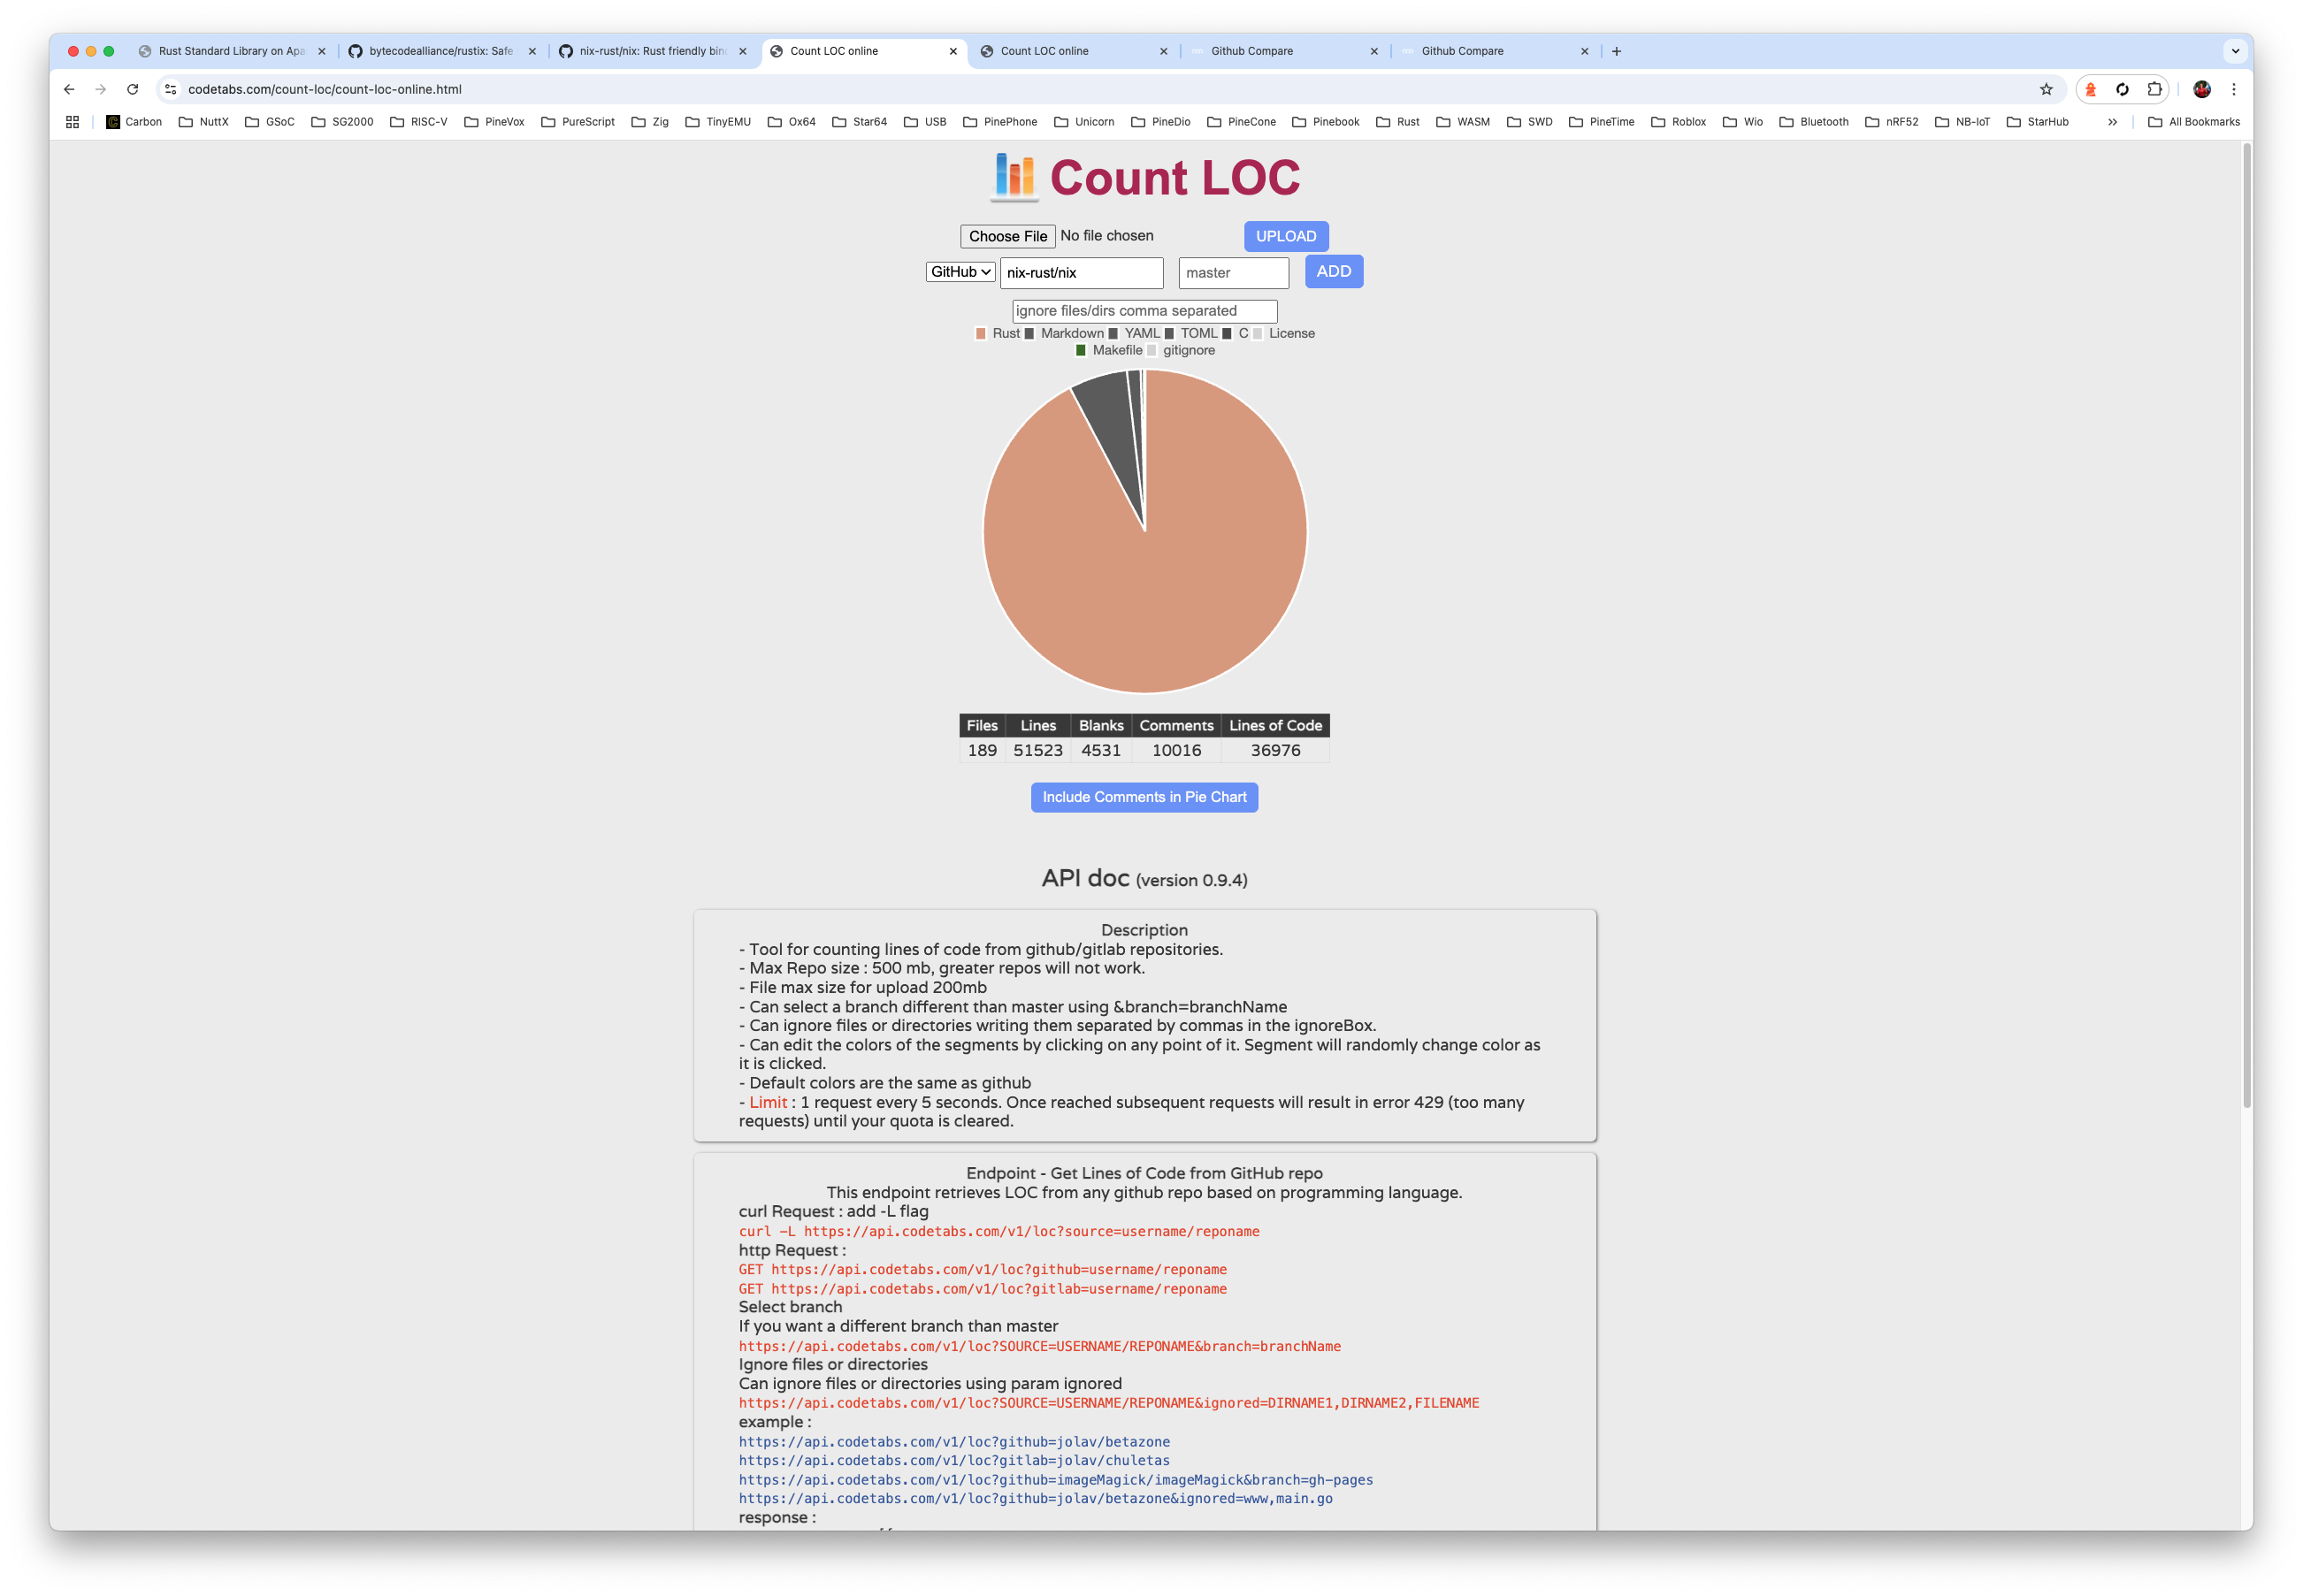 Rust Standard Library on Apa
bytecodealliance/rustix: Safe
nix-rust/nix: Rust friendly bind
Count LOC online
Count LOC online
Github Compare
Github Compare
codetabs.com/count-loc/count-loc-online.html
Carbon NuttX GSoC SG2000 RISC-V PineVox PureScript Zig TinyEMU Ox64 Star64 USB PinePhone Unicorn PineDio PineCone Pinebook Rust WASM SWD PineTime Roblox Wio Bluetooth nRF52 NB-IoT StarHub » All Bookmarks
Count LOC
Choose File No file chosen UPLOAD
GitHub nix-rust/nix master ADD
ignore files/dirs comma separated
Rust Markdown YAML TOML C License
Makefile gitignore
Files Lines Blanks Comments Lines of Code
189 51523 4531 10016 36976
Include Comments in Pie Chart
API doc (version 0.9.4)
Description
- Tool for counting lines of code from github/gitlab repositories.
- Max Repo size : 500 mb, greater repos will not work.
- File max size for upload 200mb
- Can select a branch different than master using &branch=branchName
- Can ignore files or directories writing them separated by commas in the ignoreBox.
- Can edit the colors of the segments by clicking on any point of it. Segment will randomly change color as
it is clicked.
- Default colors are the same as github
- Limit : 1 request every 5 seconds. Once reached subsequent requests will result in error 429 (too many
requests) until your quota is cleared.
Endpoint - Get Lines of Code from GitHub repo
This endpoint retrieves LOC from any github repo based on programming language.
curl Request : add -L flag
curl -L https://api.codetabs.com/v1/loc?source=username/reponame
http Request :
GET https://api.codetabs.com/v1/loc?github=username/reponame
GET https://api.codetabs.com/v1/loc?gitlab=username/reponame
Select branch
If you want a different branch than master
https://api.codetabs.com/v1/loc?SOURCE=USERNAME/REPONAME&branch=branchName
Ignore files or directories
Can ignore files or directories using param ignored
https://api.codetabs.com/v1/loc?SOURCE=USERNAME/REPONAME&ignored=DIRNAME1,DIRNAME2,FILENAME
example :
https://api.codetabs.com/v1/loc?github=jolav/betazone
https://api.codetabs.com/v1/loc?gitlab=jolav/chuletas
https://api.codetabs.com/v1/loc?github=imageMagick/imageMagick&branch=gh-pages
https://api.codetabs.com/v1/loc?github=jolav/betazone&ignored=www,main.go
response :